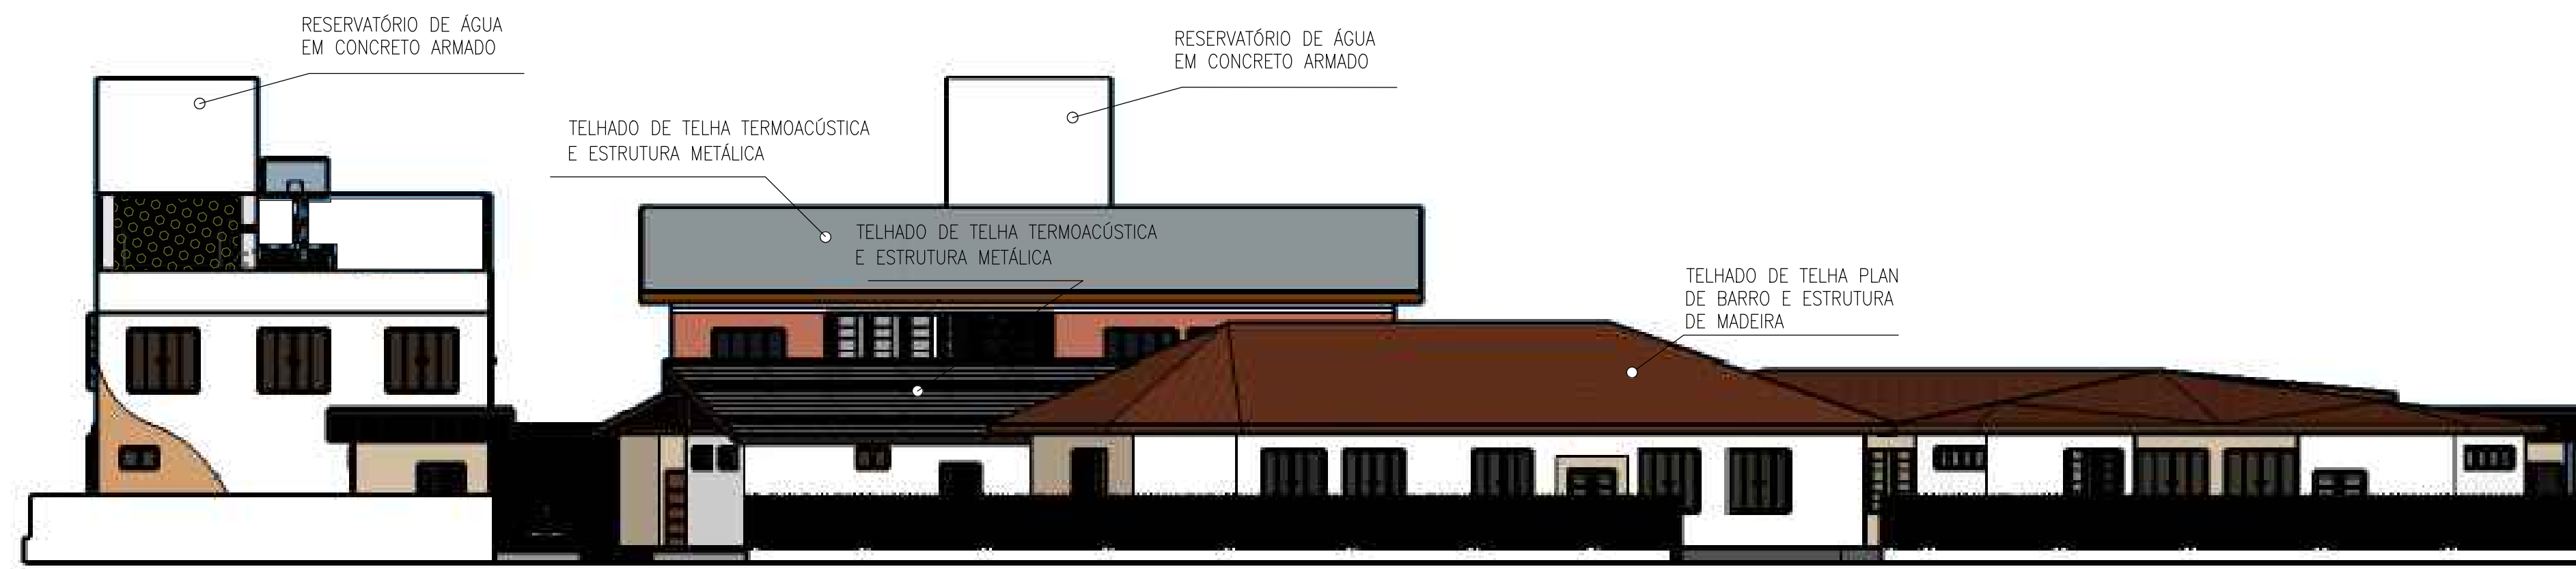 RESERVATÓRIO DE ÁGUA
EM CONCRETO ARMADO
RESERVATÓRIO DE ÁGUA
EM CONCRETO ARMADO
TELHADO DE TELHA TERMOACÚSTICA
E ESTRUTURA METÁLICA
TELHADO DE TELHA TERMOACÚSTICA
E ESTRUTURA METÁLICA
TELHADO DE TELHA PLAN
DE BARRO E ESTRUTURA
DE MADEIRA